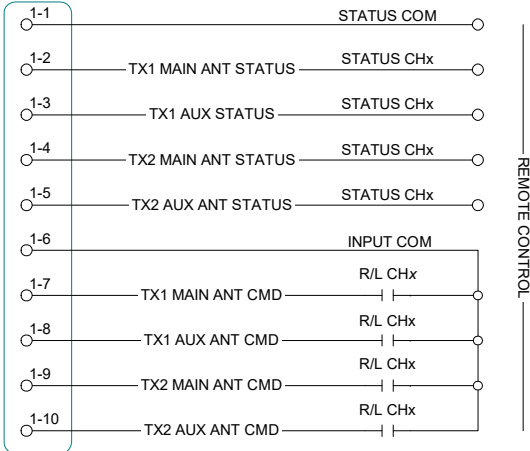 1-1 STATUS COM
1-2 TX1 MAIN ANT STATUS STATUS CHx
1-3 TX1 AUX STATUS STATUS CHx
1-4 TX2 MAIN ANT STATUS STATUS CHx
1-5 TX2 AUX ANT STATUS STATUS CHx
1-6 INPUT COM
1-7 TX1 MAIN ANT CMD R/L CHx
1-8 TX1 AUX ANT CMD R/L CHx
1-9 TX2 MAIN ANT CMD R/L CHx
1-10 TX2 AUX ANT CMD R/L CHx
REMOTE CONTROL